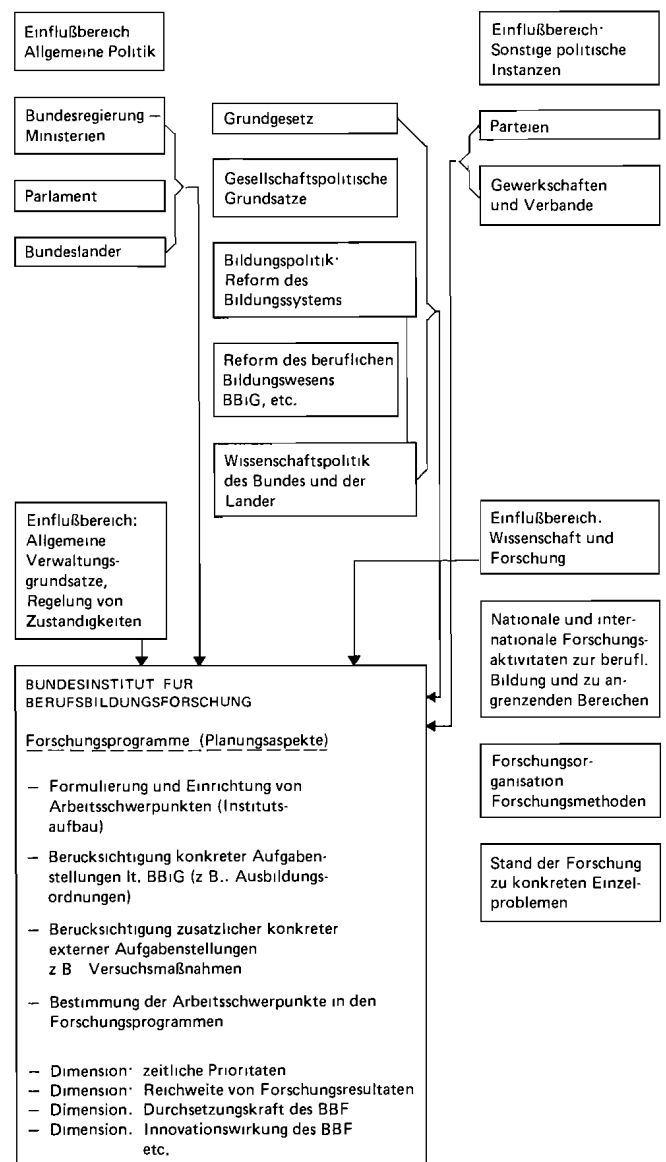 Einflußbereich
Allgemeine Politik
Einflußbereich·
Sonstige politische
Instanzen
Bundesregierung –
Ministerien
Parlament
Bundeslander
Grundgesetz
Gesellschaftspolitische
Grundsatze
Bildungspolitik·
Reform des
Bildungssystems
Reform des beruflichen
Bildungswesens
BBiG, etc.
Wissenschaftspolitik
des Bundes und der
Lander
Parteien
Gewerkschaften
und Verbande
Einflußbereich:
Allgemeine
Verwaltungs-
grundsatze,
Regelung von
Zustandigkeiten
Einflußbereich.
Wissenschaft und
Forschung
Nationale und inter-
nationale Forschungs-
aktivitaten zur berufl.
Bildung und zu an-
grenzenden Bereichen
Forschungsor-
ganisation
Forschungsmethoden
Stand der Forschung
zu konkreten Einzel-
problemen
BUNDESINSTITUT FUR
BERUFSBILDUNGSFORSCHUNG
Forschungsprogramme (Planungsaspekte)
– Formulierung und Einrichtung von
Arbeitsschwerpunkten (Instituts-
aufbau)
– Berucksichtigung konkreter Aufgaben-
stellungen lt. BBiG (z B.. Ausbildungs-
ordnungen)
– Berucksichtigung zusatzlicher konkreter
externer Aufgabenstellungen
z B Versuchsmaßnahmen
– Bestimmung der Arbeitsschwerpunkte in den
Forschungsprogrammen
– Dimension· zeitliche Prioritaten
– Dimension· Reichweite von Forschungsresultaten
– Dimension. Durchsetzungskraft des BBF
– Dimension. Innovationswirkung des BBF
etc.